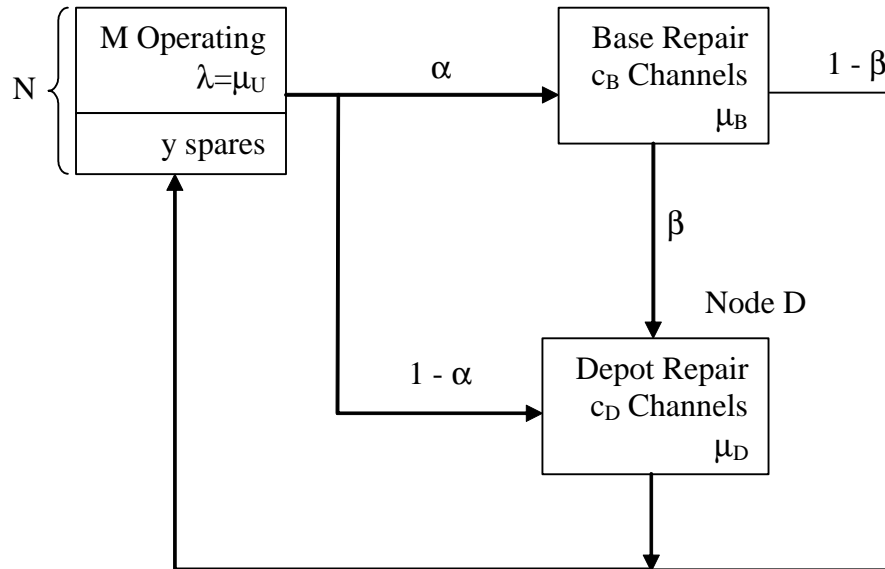 M Operating
λ=μU
N
y spares
α
Base Repair
cB Channels
μB
1 - β
β
Node D
1 - α
Depot Repair
cD Channels
μD